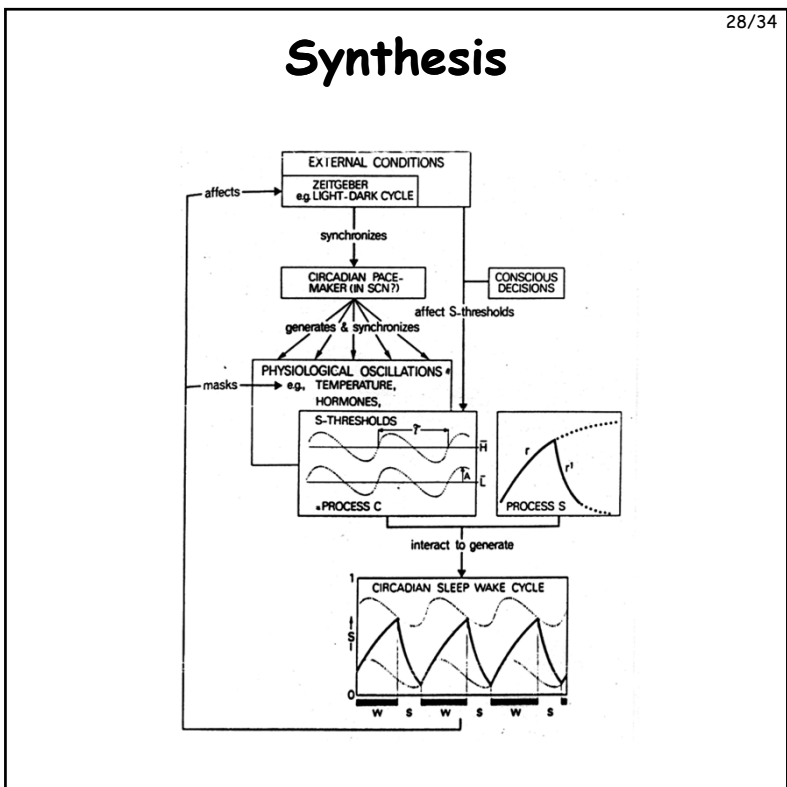 28/34
Synthesis
EXTERNAL CONDITIONS
ZEITGEBER
e.g. LIGHT-DARK CYCLE
affects
synchronizes
CIRCADIAN PACE-
MAKER (IN SCN?)
CONSCIOUS
DECISIONS
affect S-thresholds
generates & synchronizes
PHYSIOLOGICAL OSCILLATIONS
masks
e.g., TEMPERATURE,
HORMONES,
S-THRESHOLDS
τ
H̅
A
L̅
= PROCESS C
r
r'
PROCESS S
interact to generate
CIRCADIAN SLEEP WAKE CYCLE
1
S
0
W S W S W S